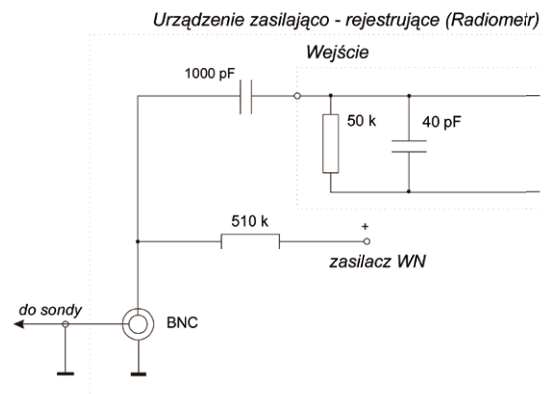 Urządzenie zasilająco - rejestrujące (Radiometr)
Wejście
1000 pF
50 k
40 pF
510 k
+
zasilacz WN
do sondy
BNC